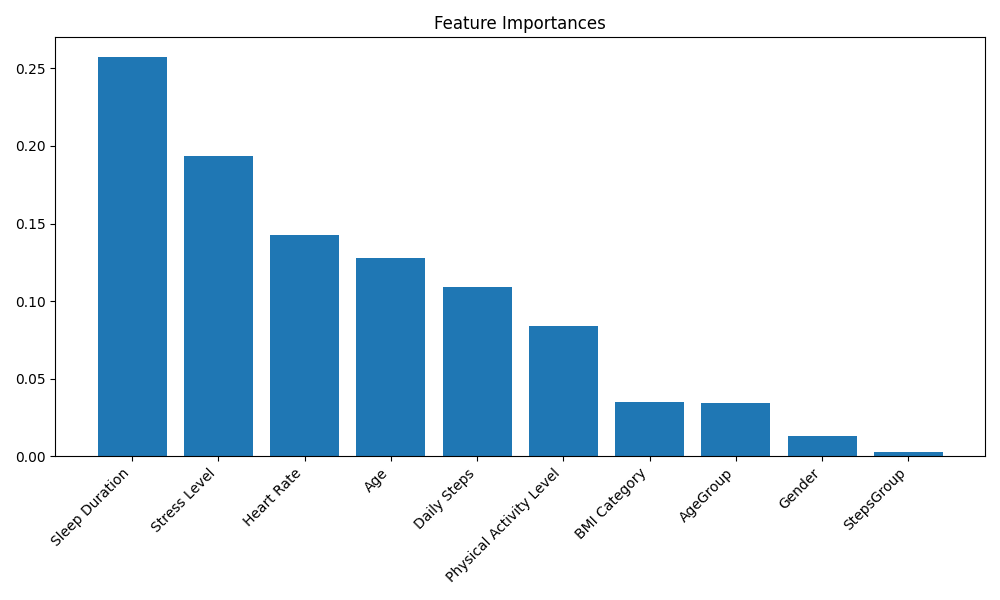 Feature Importances
0.25
0.20
0.15
0.10
0.05
0.00
Sleep Duration
Stress Level
Heart Rate
Age
Daily Steps
Physical Activity Level
BMI Category
AgeGroup
Gender
StepsGroup